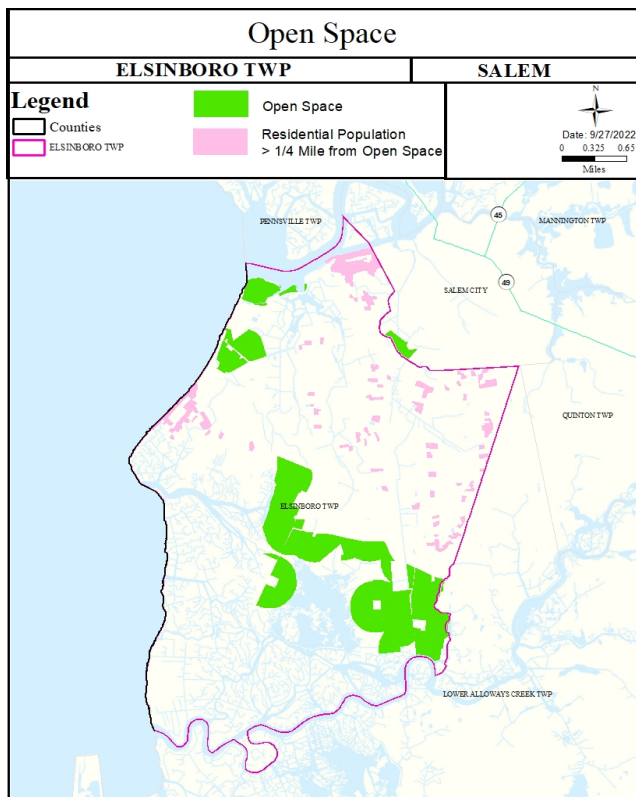 Open Space
ELSINBORO TWP
SALEM
Legend
Counties
ELSINBORO TWP
Open Space
Residential Population
> 1/4 Mile from Open Space
N
Date: 9/27/2022
0 0.325 0.65
Miles
PENNSVILLE TWP
45
MANNINGTON TWP
49
SALEM CITY
QUINTON TWP
ELSINBORO TWP
LOWER ALLOWAYS CREEK TWP